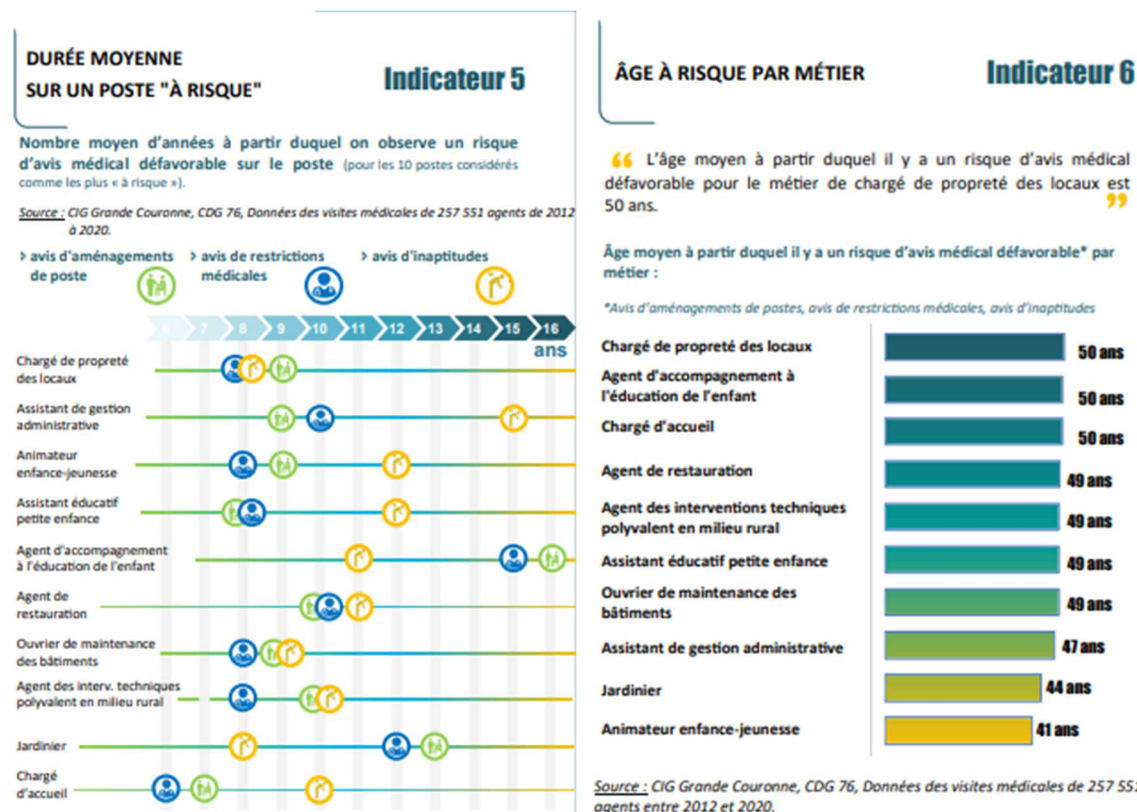 DURÉE MOYENNE
SUR UN POSTE "À RISQUE"
Indicateur 5
Nombre moyen d'années à partir duquel on observe un risque
d'avis médical défavorable sur le poste (pour les 10 postes considérés
comme les plus « à risque »).
Source : CIG Grande Couronne, CDG 76, Données des visites médicales de 257 551 agents de 2012
à 2020.
> avis d'aménagements
de poste
> avis de restrictions
médicales
> avis d'inaptitudes
6 7 8 9 10 11 12 13 14 15 16
ans
Chargé de propreté
des locaux
Assistant de gestion
administrative
Animateur
enfance-jeunesse
Assistant éducatif
petite enfance
Agent d'accompagnement
à l'éducation de l'enfant
Agent de
restauration
Ouvrier de maintenance
des bâtiments
Agent des interv. techniques
polyvalent en milieu rural
Jardinier
Chargé
d'accueil
ÂGE À RISQUE PAR MÉTIER
Indicateur 6
“ L'âge moyen à partir duquel il y a un risque d'avis médical
défavorable pour le métier de chargé de propreté des locaux est
50 ans. ”
Âge moyen à partir duquel il y a un risque d'avis médical défavorable* par
métier :
*Avis d'aménagements de postes, avis de restrictions médicales, avis d'inaptitudes
Chargé de propreté des locaux 50 ans
Agent d'accompagnement à
l'éducation de l'enfant 50 ans
Chargé d'accueil 50 ans
Agent de restauration 49 ans
Agent des interventions techniques
polyvalent en milieu rural 49 ans
Assistant éducatif petite enfance 49 ans
Ouvrier de maintenance des
bâtiments 49 ans
Assistant de gestion administrative 47 ans
Jardinier 44 ans
Animateur enfance-jeunesse 41 ans
Source : CIG Grande Couronne, CDG 76, Données des visites médicales de 257 551
agents entre 2012 et 2020.